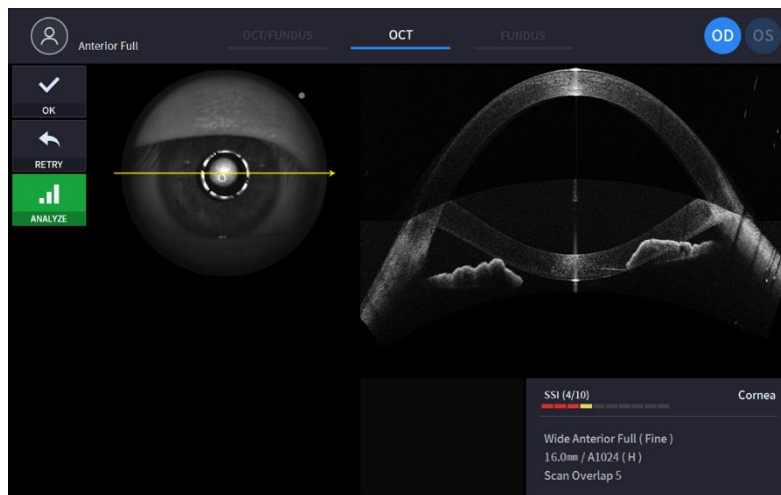 Anterior Full
OCT/FUNDUS
OCT
FUNDUS
OD
OS
OK
RETRY
ANALYZE
SSI (4/10)
Cornea
Wide Anterior Full ( Fine )
16.0mm / A1024 ( H )
Scan Overlap 5